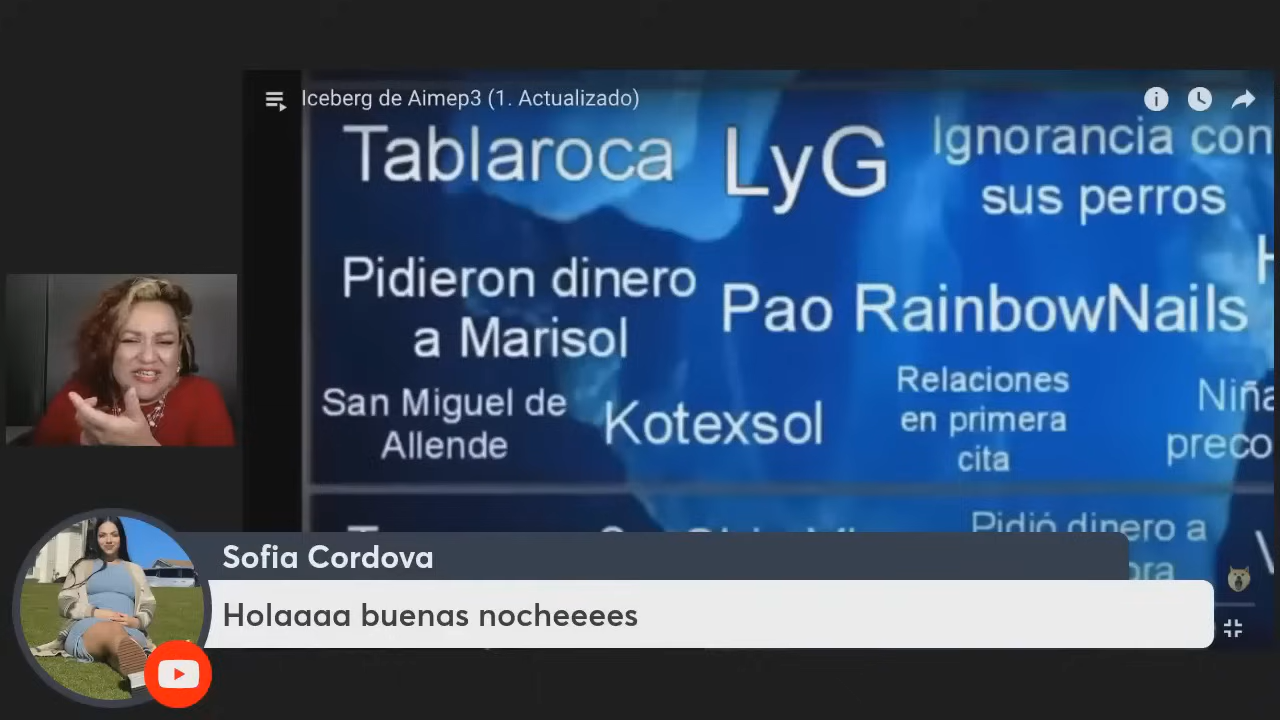 Iceberg de Aimep3 (1. Actualizado)
Tablaroca
LyG
Ignorancia con
sus perros
Pidieron dinero
a Marisol
Pao RainbowNails
San Miguel de
Allende
Kotexsol
Relaciones
en primera
cita
Niña
preco
Pidió dinero a
Sofia Cordova
Holaaaa buenas nocheeees